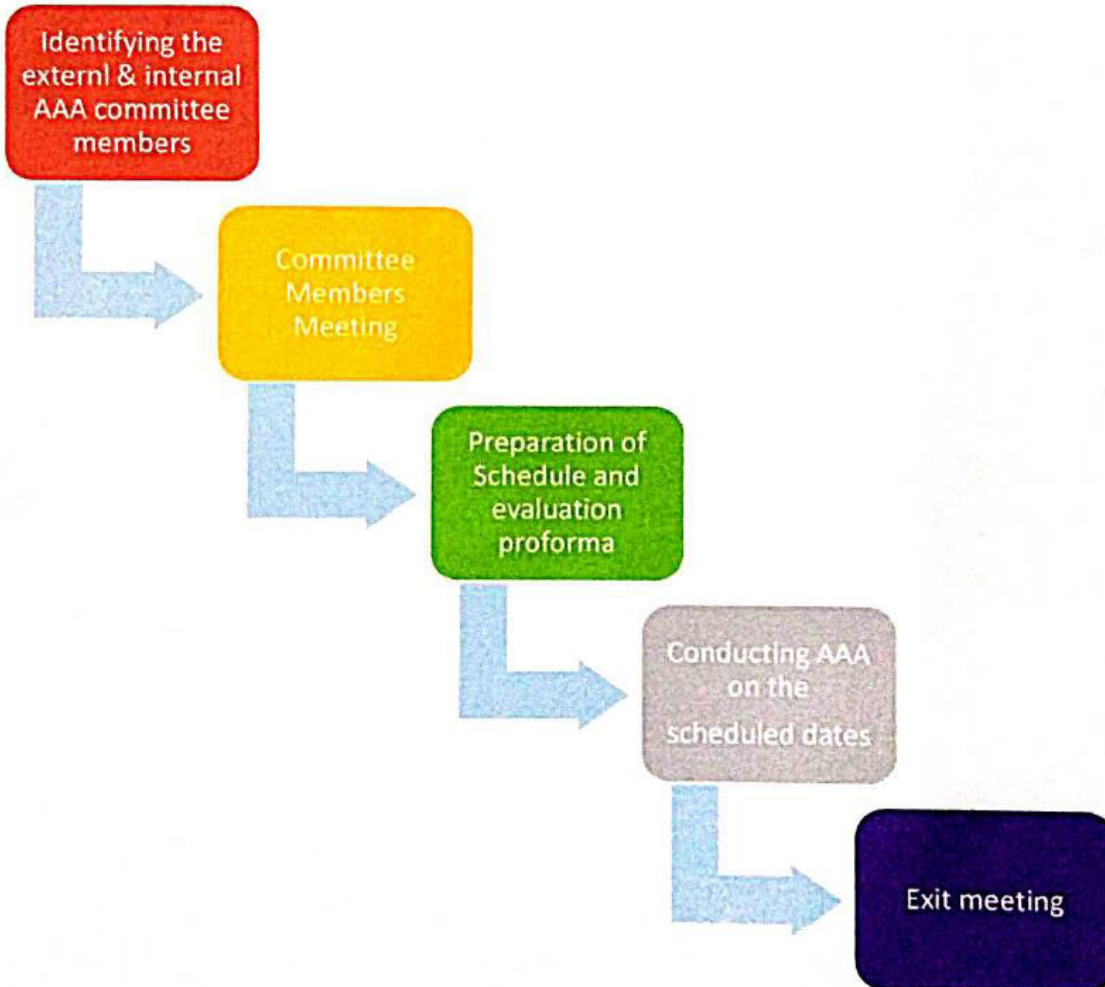 Identifying the
externl & internal
AAA committee
members
Committee
Members
Meeting
Preparation of
Schedule and
evaluation
proforma
Conducting AAA
on the
scheduled dates
Exit meeting